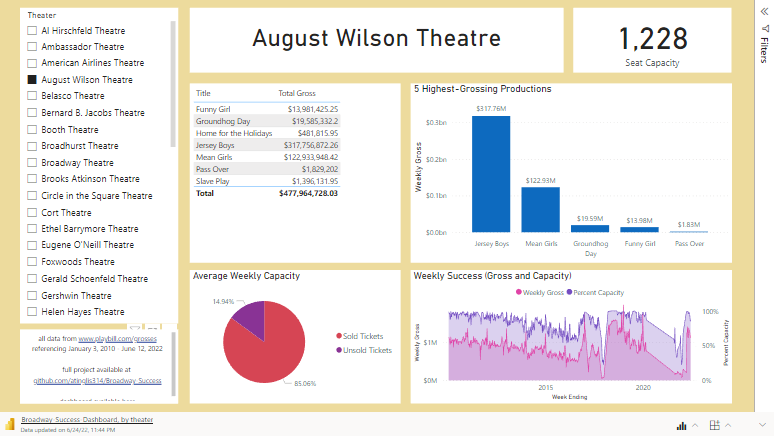 Theater
Al Hirschfeld Theatre
Ambassador Theatre
American Airlines Theatre
August Wilson Theatre
Belasco Theatre
Bernard B. Jacobs Theatre
Booth Theatre
Broadhurst Theatre
Broadway Theatre
Brooks Atkinson Theatre
Circle in the Square Theatre
Cort Theatre
Ethel Barrymore Theatre
Eugene O'Neill Theatre
Foxwoods Theatre
Gerald Schoenfeld Theatre
Gershwin Theatre
Helen Hayes Theatre
all data from www.playbill.com/grosses
referencing January 3, 2010 - June 12, 2022
full project available at
github.com/atinglis314/Broadway-Success
August Wilson Theatre
1,228
Seat Capacity
Title Total Gross
Funny Girl $13,981,425.25
Groundhog Day $19,585,332.2
Home for the Holidays $481,815.95
Jersey Boys $317,756,872.26
Mean Girls $122,933,948.42
Pass Over $1,829,202
Slave Play $1,396,131.95
Total $477,964,728.03
5 Highest-Grossing Productions
Weekly Gross
$0.3bn
$0.2bn
$0.1bn
$0.0bn
$317.76M
$122.93M
$19.59M
$13.98M
$1.83M
Jersey Boys
Mean Girls
Groundhog Day
Funny Girl
Pass Over
Average Weekly Capacity
14.94%
85.06%
Sold Tickets
Unsold Tickets
Weekly Success (Gross and Capacity)
Weekly Gross Percent Capacity
Weekly Gross
$1M
$0M
100%
50%
0%
Percent Capacity
2015
2020
Week Ending
Filters
Broadway-Success-Dashboard, by theater
Data updated on 6/24/22, 11:44 PM